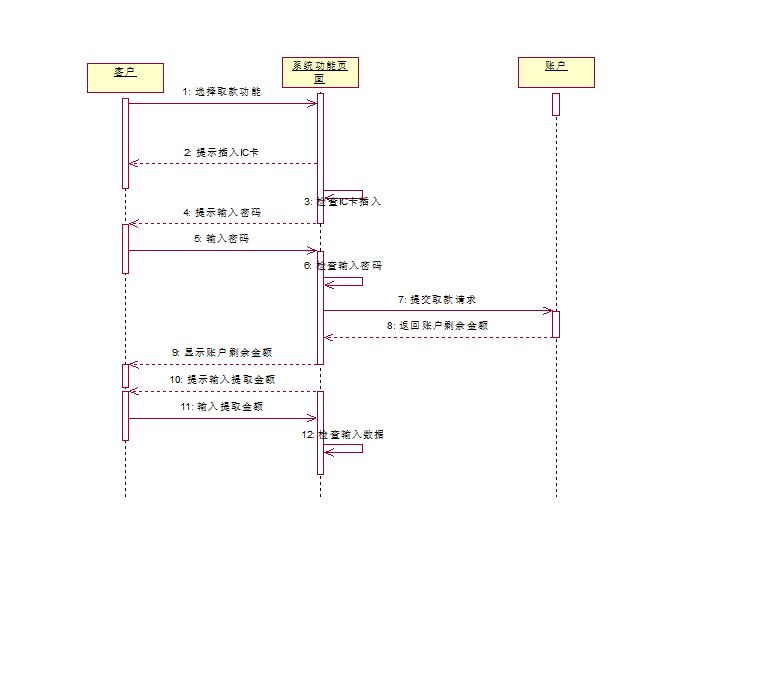 客户
系统功能页
面
账户
1: 选择取款功能
2: 提示插入IC卡
3: 检查IC卡插入
4: 提示输入密码
5: 输入密码
6: 检查输入密码
7: 提交取款请求
8: 返回账户剩余金额
9: 显示账户剩余金额
10: 提示输入提取金额
11: 输入提取金额
12: 检查输入数据